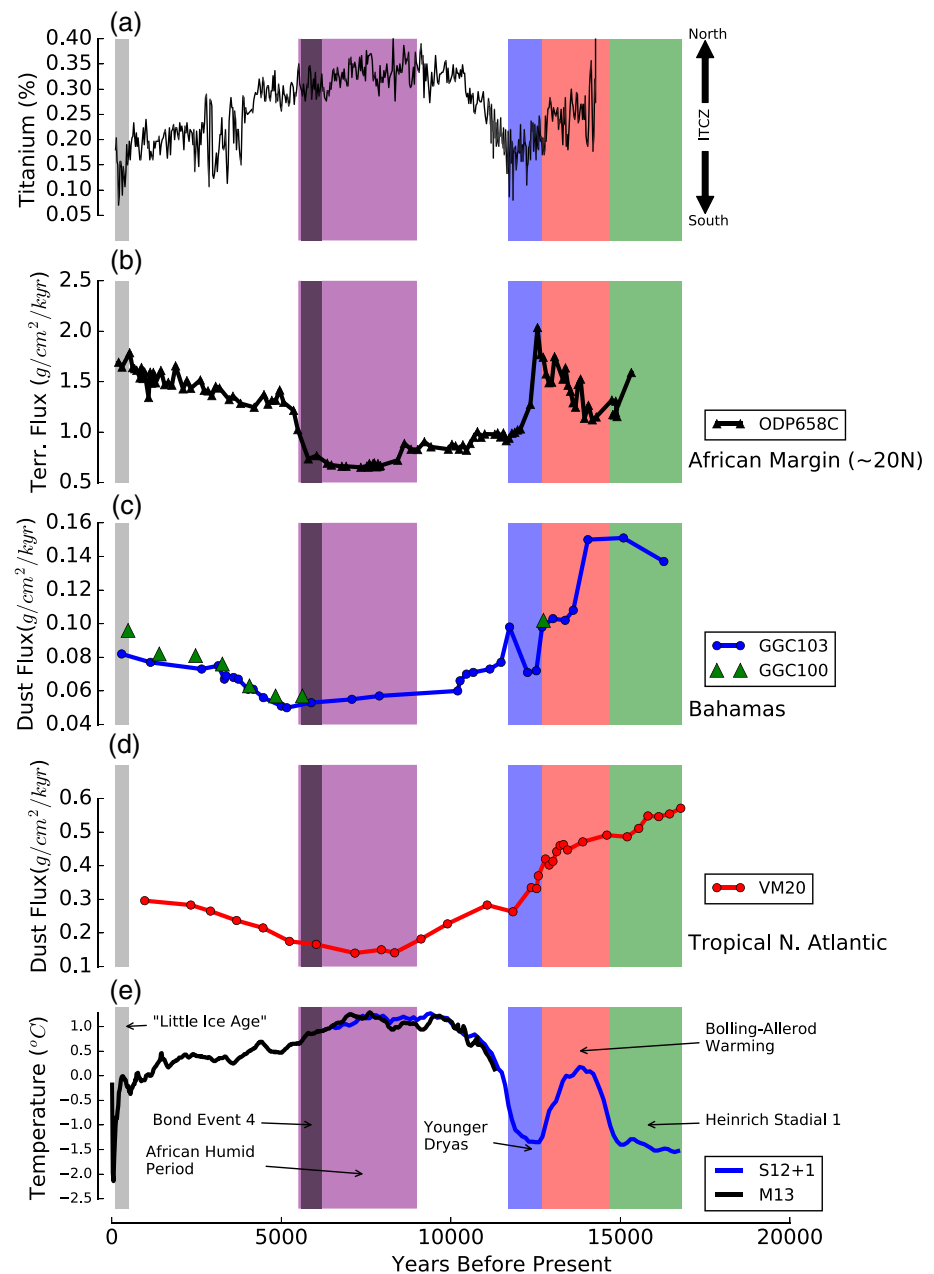 (a)
0.40
0.35
0.30
0.25
0.20
0.15
0.10
0.05
Titanium (%)
North
ITCZ
South
(b)
2.5
2.0
1.5
1.0
0.5
Terr. Flux (g/cm²/kyr)
ODP658C
African Margin (~20N)
(c)
0.16
0.14
0.12
0.10
0.08
0.06
0.04
Dust Flux(g/cm²/kyr)
GGC103
GGC100
Bahamas
(d)
0.6
0.5
0.4
0.3
0.2
0.1
Dust Flux(g/cm²/kyr)
VM20
Tropical N. Atlantic
(e)
1.0
0.5
0.0
−0.5
−1.0
−1.5
−2.0
−2.5
Temperature (°C)
"Little Ice Age"
Bolling-Allerod
Warming
Bond Event 4
African Humid
Period
Younger
Dryas
Heinrich Stadial 1
S12+1
M13
0
5000
10000
15000
20000
Years Before Present